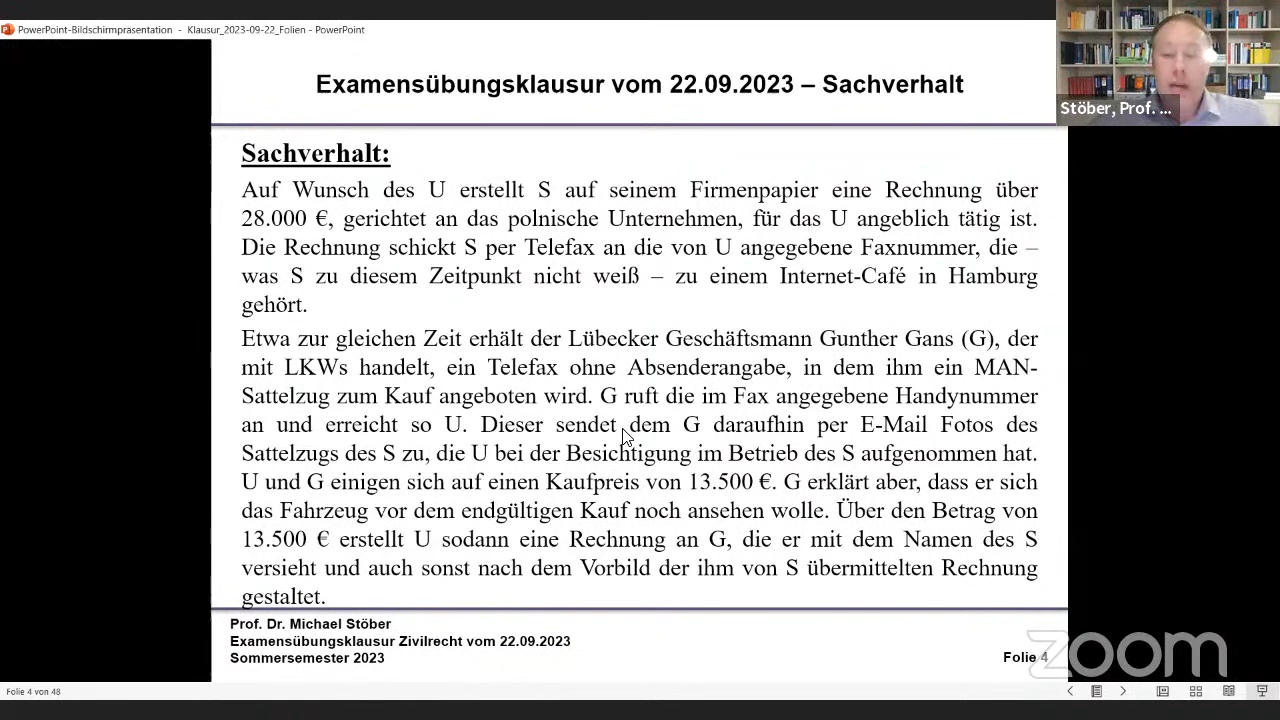 PowerPoint-Bildschirmpräsentation - Klausur_2023-09-22_Folien - PowerPoint
Examensübungsklausur vom 22.09.2023 – Sachverhalt
Stöber, Prof. ...
Sachverhalt:
Auf Wunsch des U erstellt S auf seinem Firmenpapier eine Rechnung über
28.000 €, gerichtet an das polnische Unternehmen, für das U angeblich tätig ist.
Die Rechnung schickt S per Telefax an die von U angegebene Faxnummer, die –
was S zu diesem Zeitpunkt nicht weiß – zu einem Internet-Café in Hamburg
gehört.
Etwa zur gleichen Zeit erhält der Lübecker Geschäftsmann Gunther Gans (G), der
mit LKWs handelt, ein Telefax ohne Absenderangabe, in dem ihm ein MAN-
Sattelzug zum Kauf angeboten wird. G ruft die im Fax angegebene Handynummer
an und erreicht so U. Dieser sendet dem G daraufhin per E-Mail Fotos des
Sattelzugs des S zu, die U bei der Besichtigung im Betrieb des S aufgenommen hat.
U und G einigen sich auf einen Kaufpreis von 13.500 €. G erklärt aber, dass er sich
das Fahrzeug vor dem endgültigen Kauf noch ansehen wolle. Über den Betrag von
13.500 € erstellt U sodann eine Rechnung an G, die er mit dem Namen des S
versieht und auch sonst nach dem Vorbild der ihm von S übermittelten Rechnung
gestaltet.
Prof. Dr. Michael Stöber
Examensübungsklausur Zivilrecht vom 22.09.2023
Sommersemester 2023
Folie 4
zoom
Folie 4 von 48